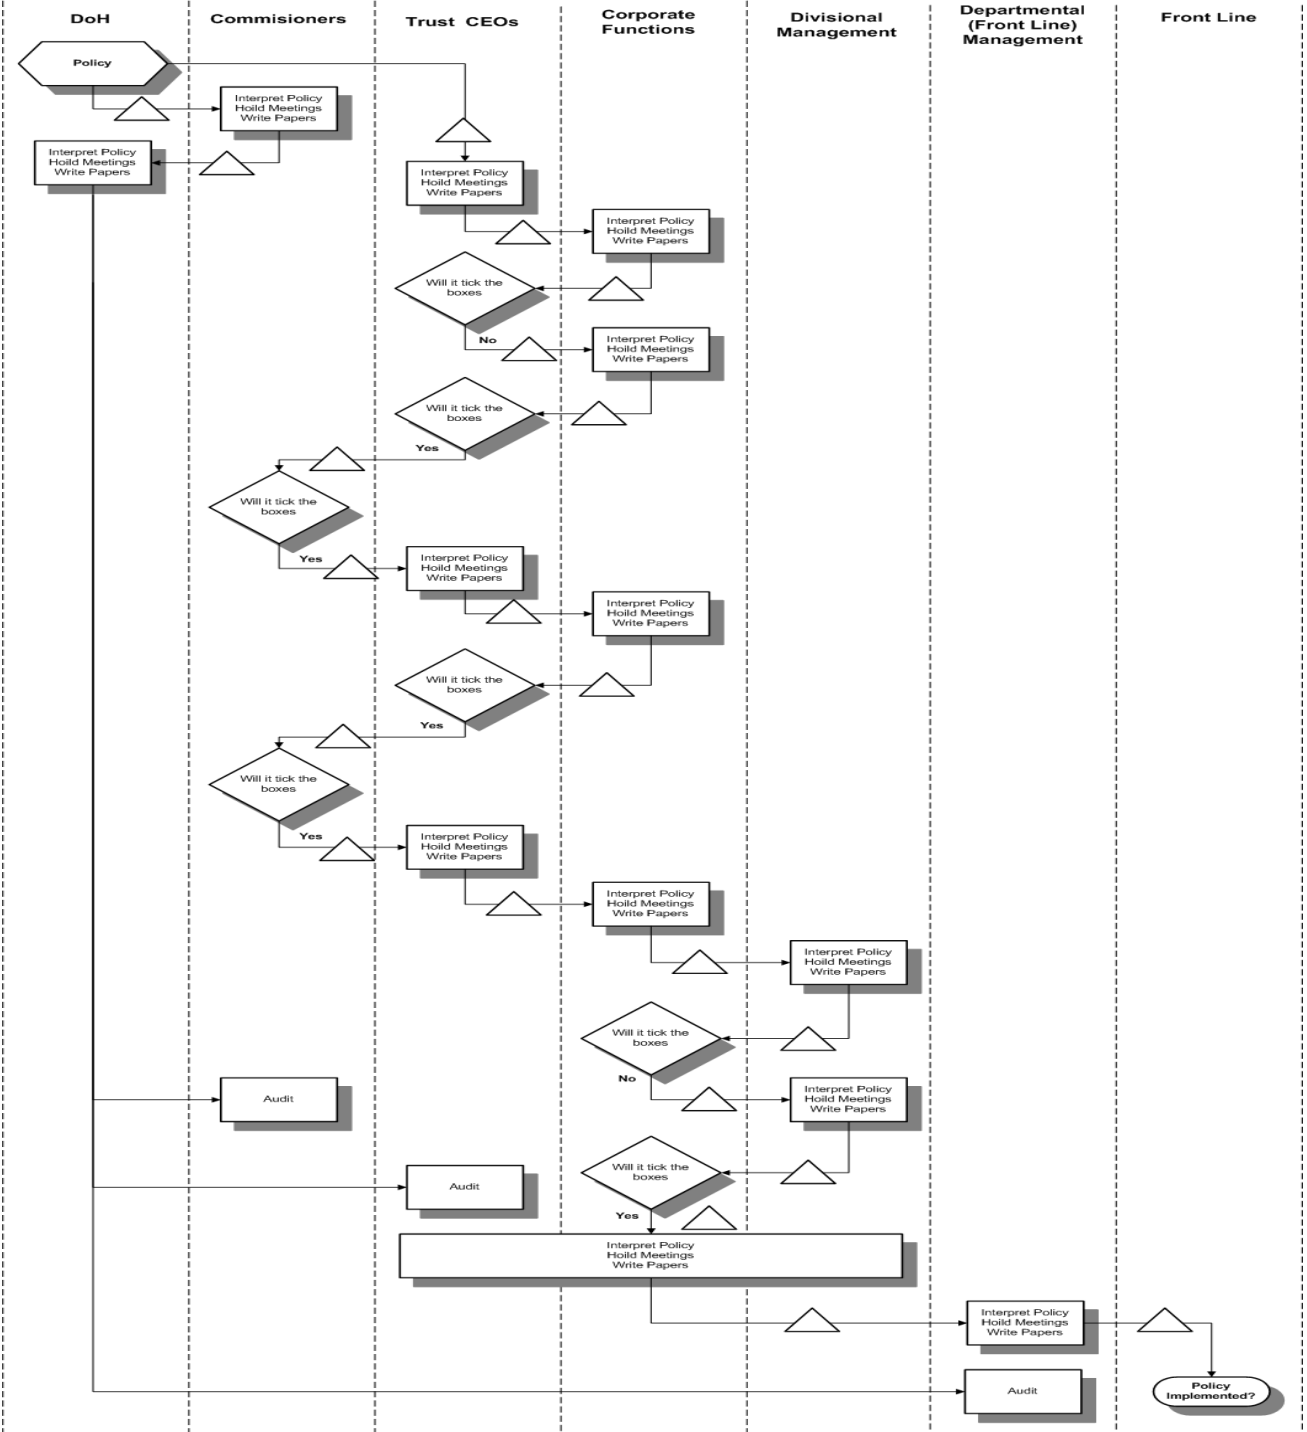 DoH
Commisioners
Trust CEOs
Corporate
Functions
Divisional
Management
Departmental
(Front Line)
Management
Front Line
Policy
Interpret Policy
Hoild Meetings
Write Papers
Interpret Policy
Hoild Meetings
Write Papers
Interpret Policy
Hoild Meetings
Write Papers
Interpret Policy
Hoild Meetings
Write Papers
Will it tick the
boxes
No
Interpret Policy
Hoild Meetings
Write Papers
Will it tick the
boxes
Yes
Will it tick the
boxes
Yes
Interpret Policy
Hoild Meetings
Write Papers
Interpret Policy
Hoild Meetings
Write Papers
Will it tick the
boxes
Yes
Will it tick the
boxes
Yes
Interpret Policy
Hoild Meetings
Write Papers
Interpret Policy
Hoild Meetings
Write Papers
Interpret Policy
Hoild Meetings
Write Papers
Will it tick the
boxes
No
Interpret Policy
Hoild Meetings
Write Papers
Audit
Will it tick the
boxes
Audit
Yes
Interpret Policy
Hoild Meetings
Write Papers
Interpret Policy
Hoild Meetings
Write Papers
Audit
Policy
Implemented?